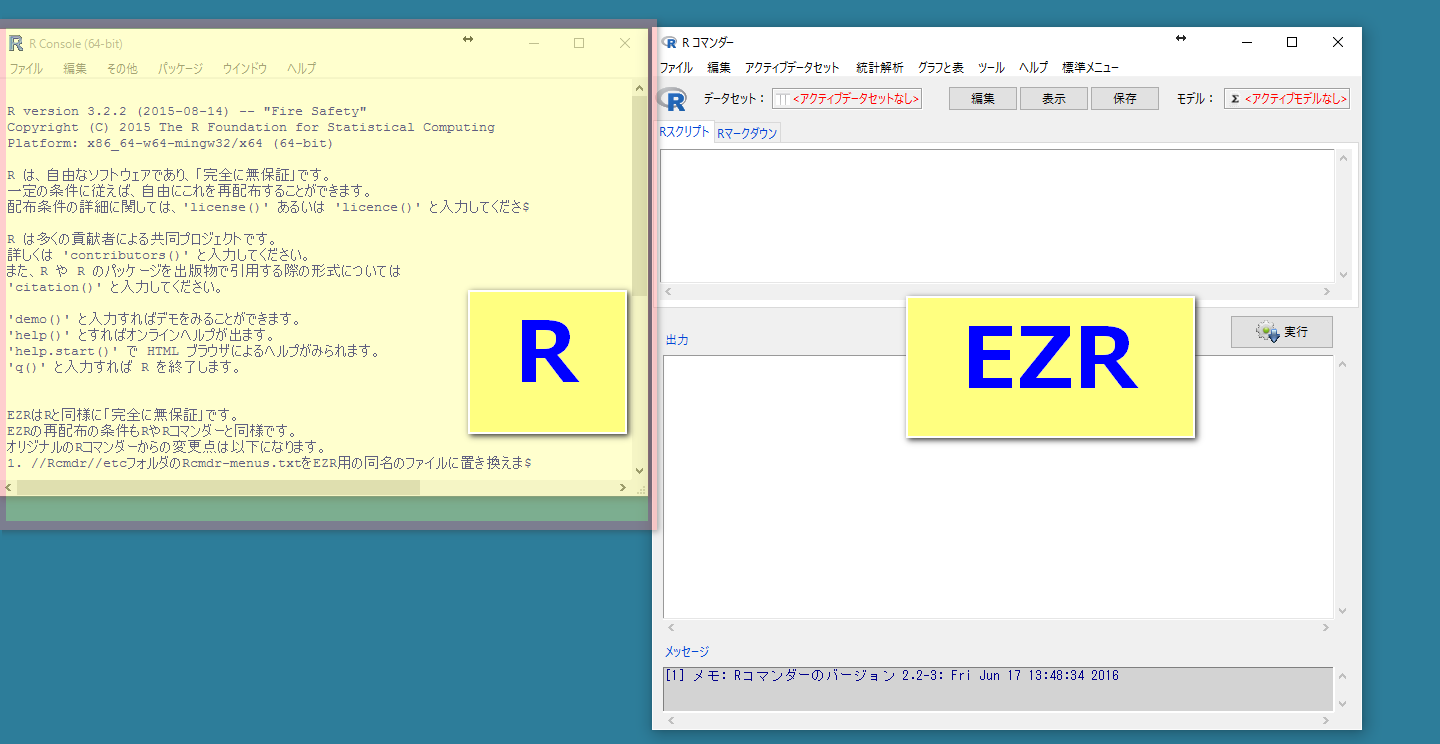 R Console (64-bit)
ファイル 編集 その他 パッケージ ウインドウ ヘルプ
R version 3.2.2 (2015-08-14) -- "Fire Safety"
Copyright (C) 2015 The R Foundation for Statistical Computing
Platform: x86_64-w64-mingw32/x64 (64-bit)
R は、自由なソフトウェアであり、「完全に無保証」です。
一定の条件に従えば、自由にこれを再配布することができます。
配布条件の詳細に関しては、'license()' あるいは 'licence()' と入力してくださ$
R は多くの貢献者による共同プロジェクトです。
詳しくは 'contributors()' と入力してください。
また、R や R のパッケージを出版物で引用する際の形式については
'citation()' と入力してください。
'demo()' と入力すればデモをみることができます。
'help()' とすればオンラインヘルプが出ます。
'help.start()' で HTML ブラウザによるヘルプがみられます。
'q()' と入力すれば R を終了します。
EZRはRと同様に「完全に無保証」です。
EZRの再配布の条件もRやRコマンダーと同様です。
オリジナルのRコマンダーからの変更点は以下になります。
1. //Rcmdr//etcフォルダのRcmdr-menus.txtをEZR用の同名のファイルに置き換えま$
R
R コマンダー
ファイル 編集 アクティブデータセット 統計解析 グラフと表 ツール ヘルプ 標準メニュー
R データセット： <アクティブデータセットなし> 編集 表示 保存 モデル： Σ <アクティブモデルなし>
Rスクリプト Rマークダウン
実行
出力
EZR
メッセージ
[1] メモ: Rコマンダーのバージョン 2.2-3: Fri Jun 17 13:48:34 2016